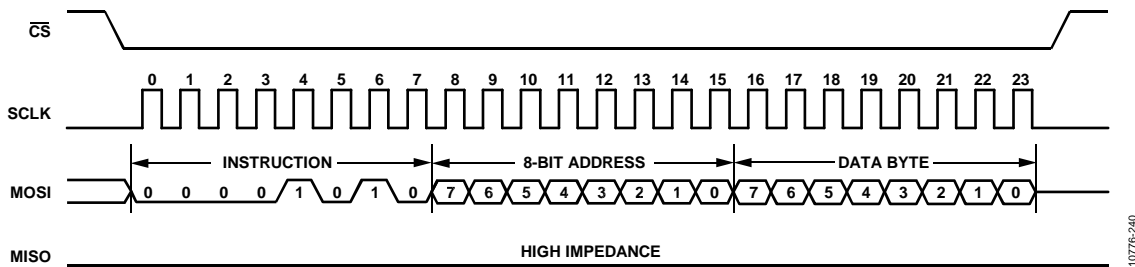 CS
0 1 2 3 4 5 6 7 8 9 10 11 12 13 14 15 16 17 18 19 20 21 22 23
SCLK
INSTRUCTION 8-BIT ADDRESS DATA BYTE
MOSI 0 0 0 0 1 0 1 0 7 6 5 4 3 2 1 0 7 6 5 4 3 2 1 0
MISO HIGH IMPEDANCE
10776-240